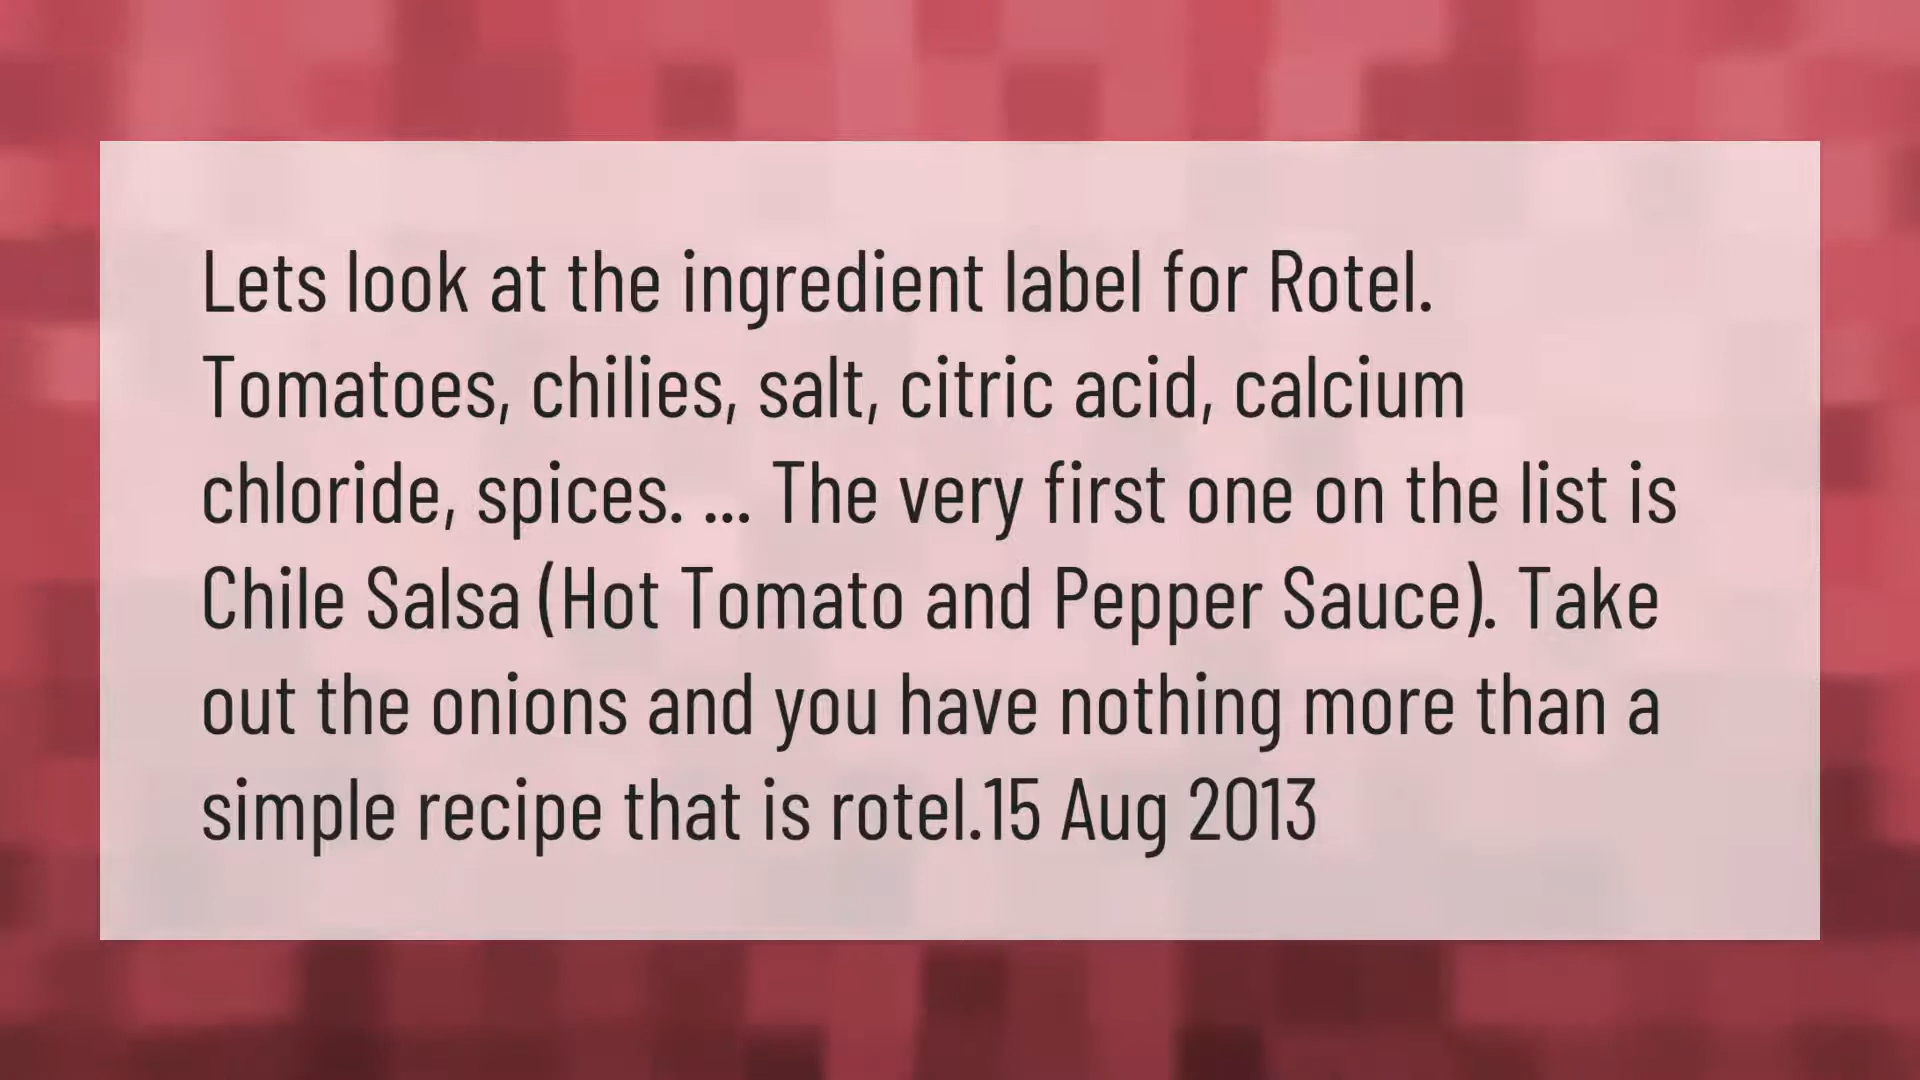 Lets look at the ingredient label for Rotel.
Tomatoes, chilies, salt, citric acid, calcium
chloride, spices. ... The very first one on the list is
Chile Salsa (Hot Tomato and Pepper Sauce). Take
out the onions and you have nothing more than a
simple recipe that is rotel.15 Aug 2013